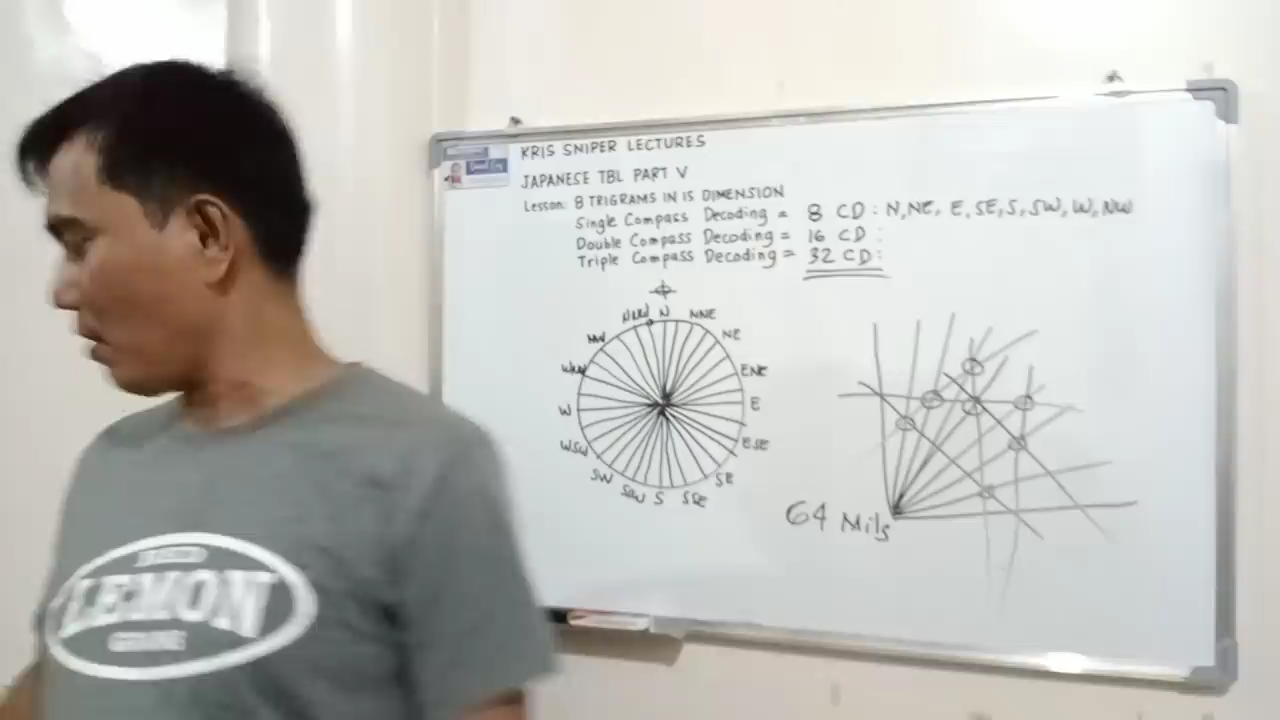 KRIS SNIPER LECTURES
JAPANESE TBL PART V
Lesson: 8 TRIGRAMS IN 15 DIMENSION
Single Compass Decoding = 8 CD: N, NE, E, SE, S, SW, W, NW
Double Compass Decoding = 16 CD:
Triple Compass Decoding = 32 CD:
NNW N NNE
NW NE
WNW ENE
W E
WSW ESE
SW SE
SSW S SSE
64 Mils
LEMON